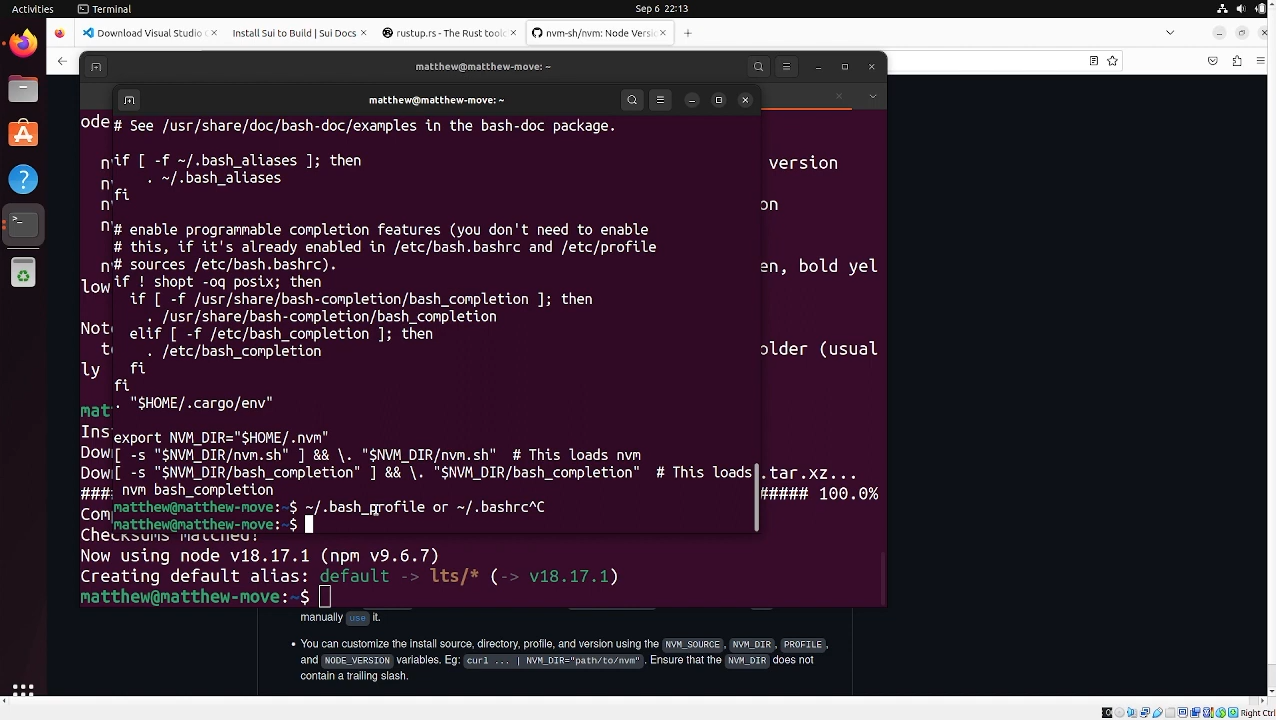 Activities
Terminal
Sep 6 22:13
Download Visual Studio
Install Sui to Build | Sui Docs
rustup.rs - The Rust tool
nvm-sh/nvm: Node Versi
matthew@matthew-move: ~
matthew@matthew-move: ~
# See /usr/share/doc/bash-doc/examples in the bash-doc package.
if [ -f ~/.bash_aliases ]; then
. ~/.bash_aliases
fi
# enable programmable completion features (you don't need to enable
# this, if it's already enabled in /etc/bash.bashrc and /etc/profile
# sources /etc/bash.bashrc).
if ! shopt -oq posix; then
if [ -f /usr/share/bash-completion/bash_completion ]; then
. /usr/share/bash-completion/bash_completion
elif [ -f /etc/bash_completion ]; then
. /etc/bash_completion
fi
fi
. "$HOME/.cargo/env"
export NVM_DIR="$HOME/.nvm"
[ -s "$NVM_DIR/nvm.sh" ] && \. "$NVM_DIR/nvm.sh"  # This loads nvm
[ -s "$NVM_DIR/bash_completion" ] && \. "$NVM_DIR/bash_completion"  # This loads
nvm bash_completion
matthew@matthew-move:~$ ~/.bash_profile or ~/.bashrc^C
matthew@matthew-move:~$
version
on
en, bold yel
low
Note
older (usual
ly
matt
Ins
Dow
Dow
.tar.xz...
####
##### 100.0%
Com
Checksums matched!
Now using node v18.17.1 (npm v9.6.7)
Creating default alias: default -> lts/* (-> v18.17.1)
matthew@matthew-move:~$
manually use it.
• You can customize the install source, directory, profile, and version using the NVM_SOURCE, NVM_DIR, PROFILE,
and NODE_VERSION variables. Eg: curl ... | NVM_DIR="path/to/nvm". Ensure that the NVM_DIR does not
contain a trailing slash.
Right Ctrl